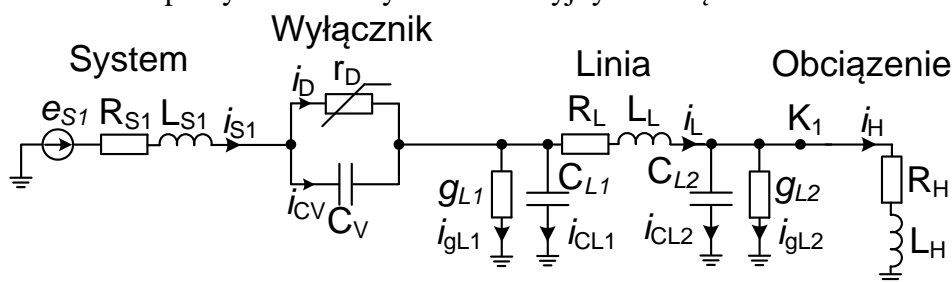 Wyłącznik
System
Linia
Obciązenie
e_S1
R_S1
L_S1
i_S1
i_D
r_D
i_CV
C_V
g_L1
i_gL1
C_L1
i_CL1
R_L
L_L
i_L
C_L2
i_CL2
g_L2
i_gL2
K_1
i_H
R_H
L_H